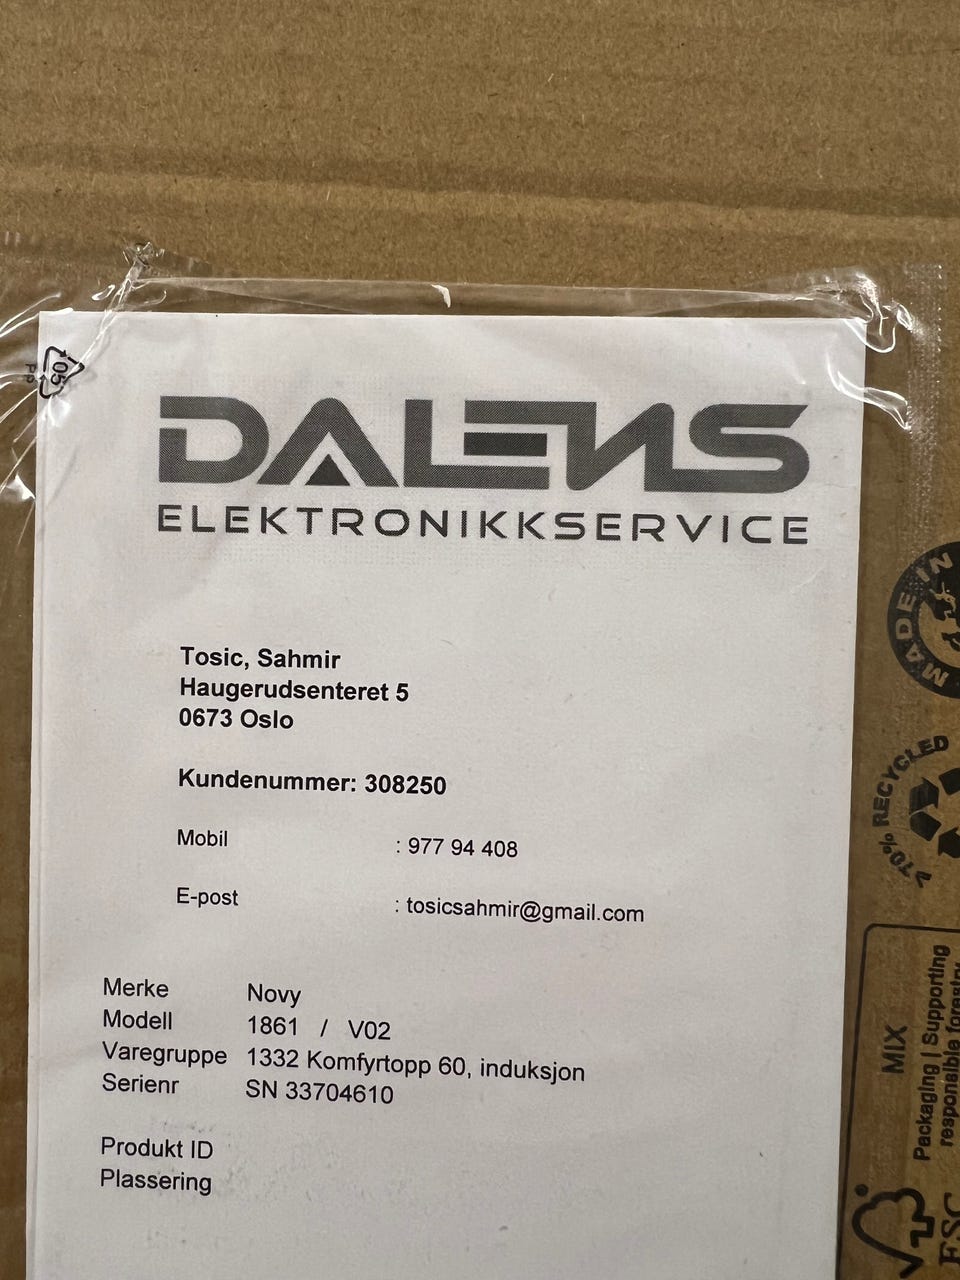 05
PP
DALENS
ELEKTRONIKKSERVICE
Tosic, Sahmir
Haugerudsenteret 5
0673 Oslo
Kundenummer: 308250
Mobil : 977 94 408
E-post : tosicsahmir@gmail.com
Merke Novy
Modell 1861 / V02
Varegruppe 1332 Komfyrtopp 60, induksjon
Serienr SN 33704610
Produkt ID
Plassering
MADE IN
>70% RECYCLED
MIX
Packaging | Supporting
responsible forestry
FSC